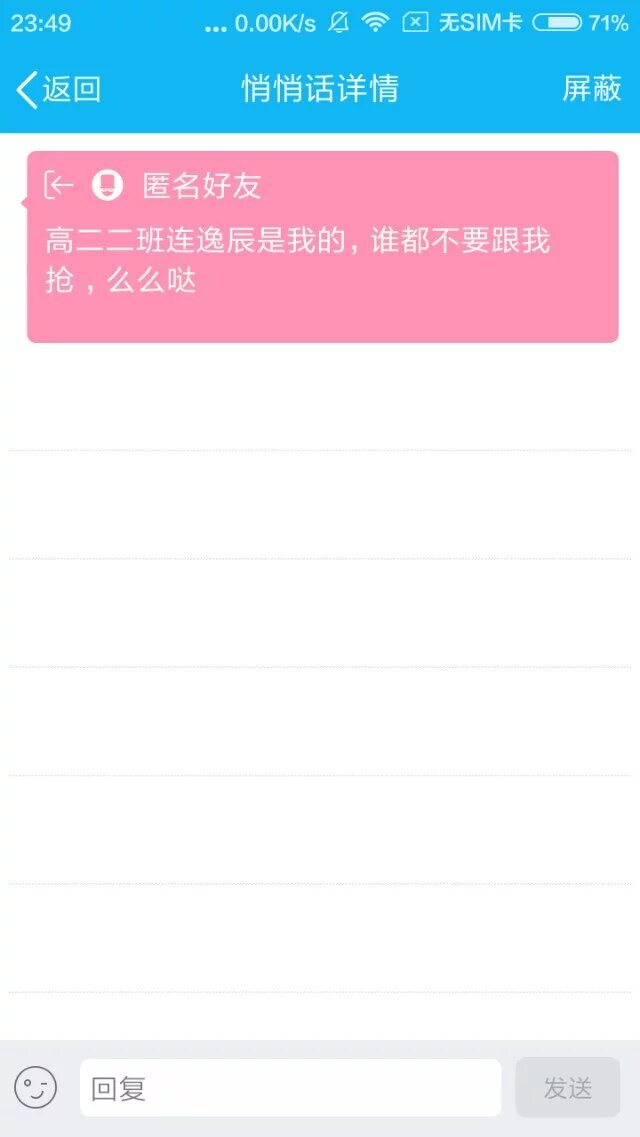 23:49 ... 0.00K/s 无SIM卡 71%
返回 悄悄话详情 屏蔽
匿名好友
高二二班连逸辰是我的，谁都不要跟我
抢，么么哒
回复 发送